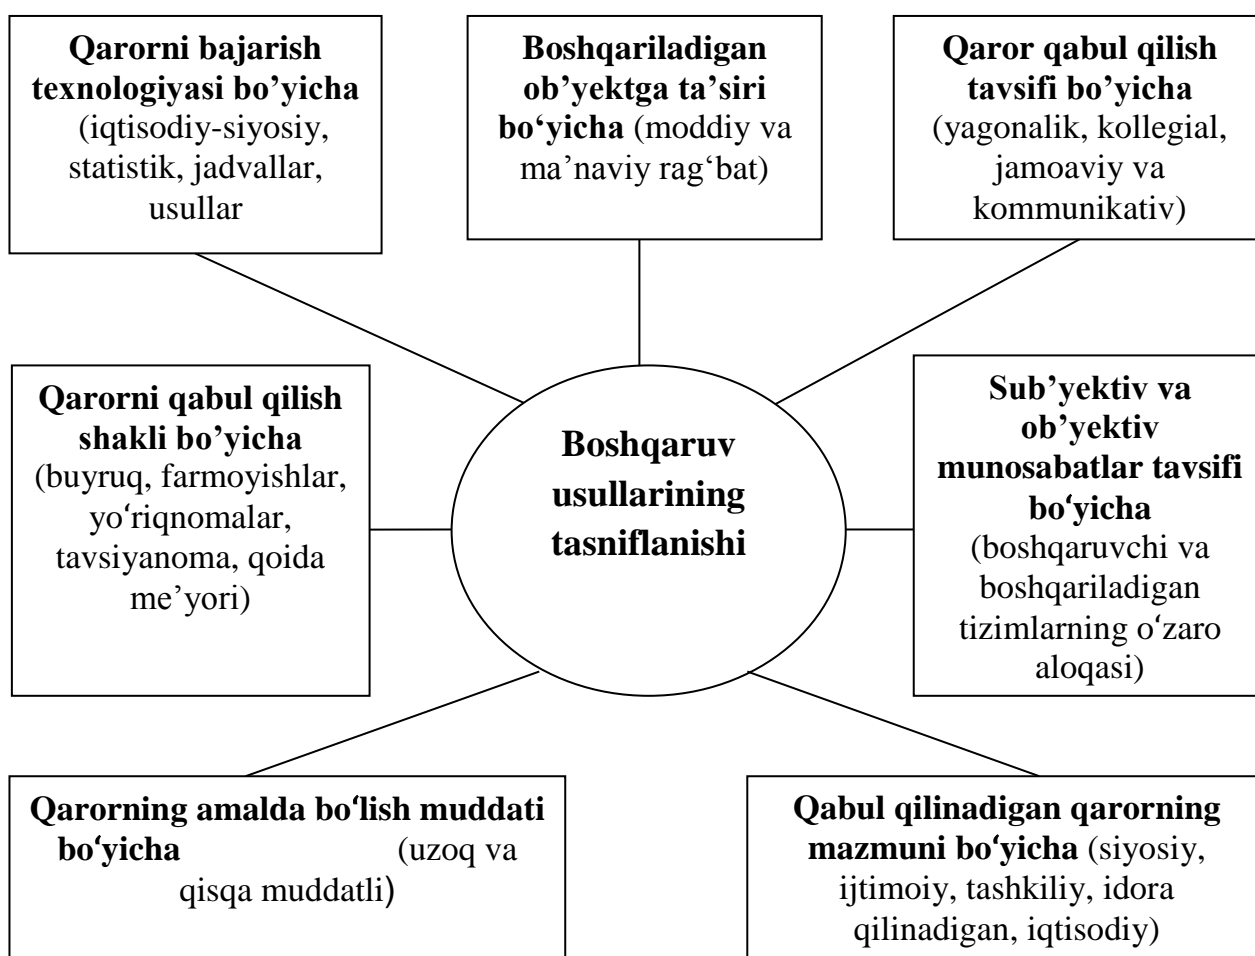 Qarorni bajarish
texnologiyasi bo’yicha
(iqtisodiy-siyosiy,
statistik, jadvallar,
usullar
Boshqariladigan
ob’yektga ta’siri
bo‘yicha (moddiy va
ma’naviy rag‘bat)
Qaror qabul qilish
tavsifi bo’yicha
(yagonalik, kollegial,
jamoaviy va
kommunikativ)
Qarorni qabul qilish
shakli bo’yicha
(buyruq, farmoyishlar,
yo‘riqnomalar,
tavsiyanoma, qoida
me’yori)
Boshqaruv
usullarining
tasniflanishi
Sub’yektiv va
ob’yektiv
munosabatlar tavsifi
bo‘yicha
(boshqaruvchi va
boshqariladigan
tizimlarning o‘zaro
aloqasi)
Qarorning amalda bo‘lish muddati
bo‘yicha (uzoq va
qisqa muddatli)
Qabul qilinadigan qarorning
mazmuni bo‘yicha (siyosiy,
ijtimoiy, tashkiliy, idora
qilinadigan, iqtisodiy)